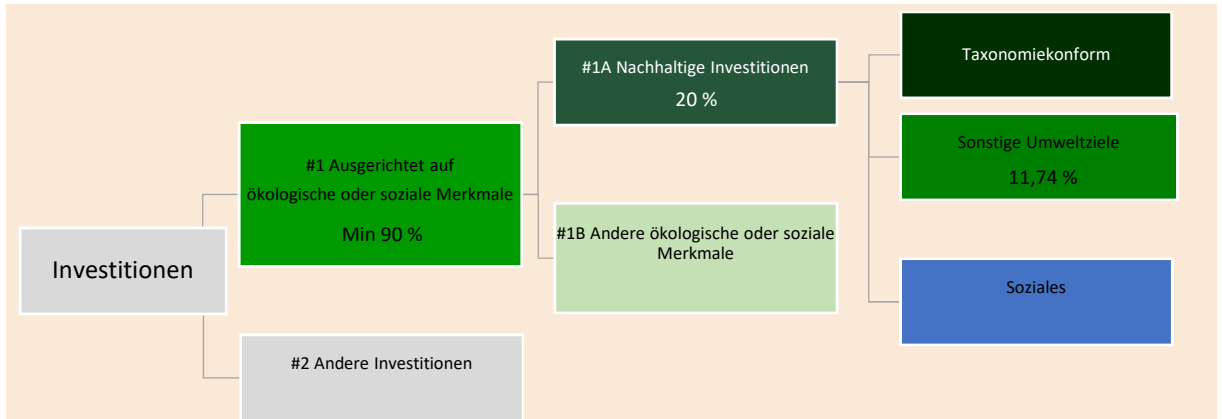 Investitionen
#1 Ausgerichtet auf
ökologische oder soziale Merkmale
Min 90 %
#2 Andere Investitionen
#1A Nachhaltige Investitionen
20 %
#1B Andere ökologische oder soziale
Merkmale
Taxonomiekonform
Sonstige Umweltziele
11,74 %
Soziales